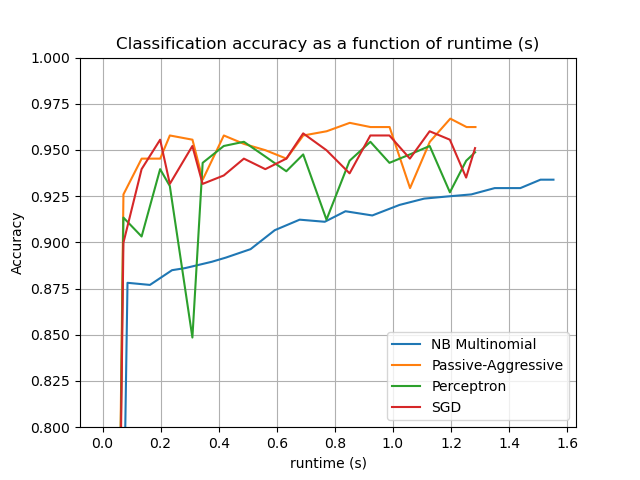 Classification accuracy as a function of runtime (s)
1.000
0.975
0.950
0.925
0.900
0.875
0.850
0.825
0.800
Accuracy
0.0 0.2 0.4 0.6 0.8 1.0 1.2 1.4 1.6
runtime (s)
NB Multinomial
Passive-Aggressive
Perceptron
SGD